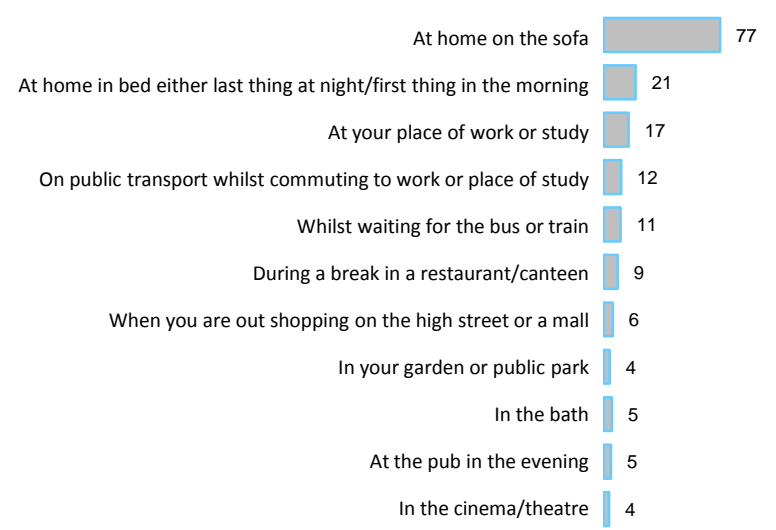 At home on the sofa 77
At home in bed either last thing at night/first thing in the morning 21
At your place of work or study 17
On public transport whilst commuting to work or place of study 12
Whilst waiting for the bus or train 11
During a break in a restaurant/canteen 9
When you are out shopping on the high street or a mall 6
In your garden or public park 4
In the bath 5
At the pub in the evening 5
In the cinema/theatre 4